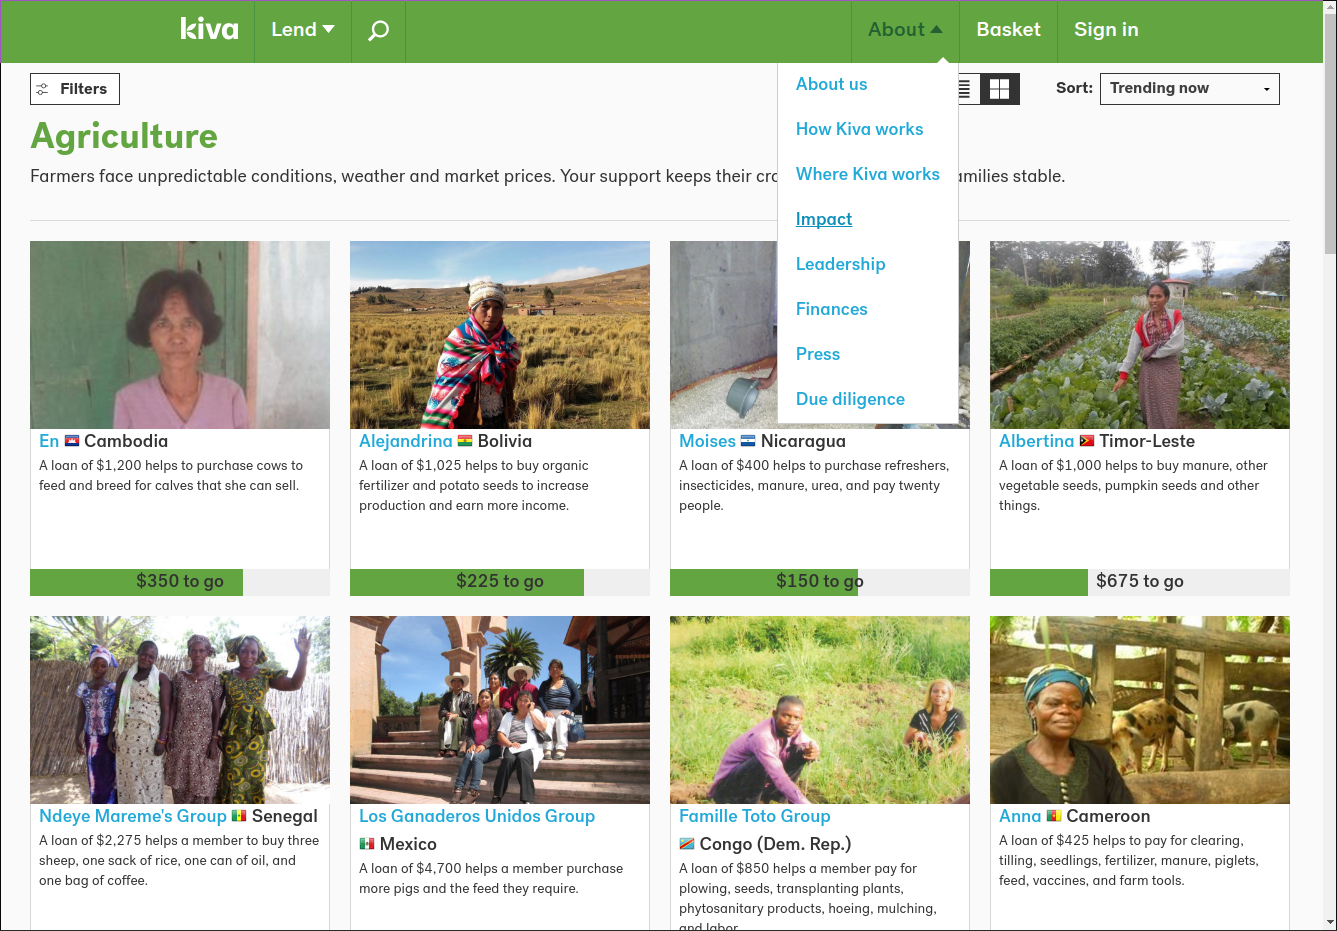 kiva
Lend
About
Basket
Sign in
About us
How Kiva works
Where Kiva works
Impact
Leadership
Finances
Press
Due diligence
Filters
Sort:
Trending now
Agriculture
Farmers face unpredictable conditions, weather and market prices. Your support keeps their
En Cambodia
A loan of $1,200 helps to purchase cows to
feed and breed for calves that she can sell.
$350 to go
Alejandrina Bolivia
A loan of $1,025 helps to buy organic
fertilizer and potato seeds to increase
production and earn more income.
$225 to go
Moises Nicaragua
A loan of $400 helps to purchase refreshers,
insecticides, manure, urea, and pay twenty
people.
$150 to go
Albertina Timor-Leste
A loan of $1,000 helps to buy manure, other
vegetable seeds, pumpkin seeds and other
things.
$675 to go
Ndeye Mareme's Group Senegal
A loan of $2,275 helps a member to buy three
sheep, one sack of rice, one can of oil, and
one bag of coffee.
Los Ganaderos Unidos Group
Mexico
A loan of $4,700 helps a member purchase
more pigs and the feed they require.
Famille Toto Group
Congo (Dem. Rep.)
A loan of $850 helps a member pay for
plowing, seeds, transplanting plants,
phytosanitary products, hoeing, mulching,
and labor
Anna Cameroon
A loan of $425 helps to pay for clearing,
tilling, seedlings, fertilizer, manure, piglets,
feed, vaccines, and farm tools.